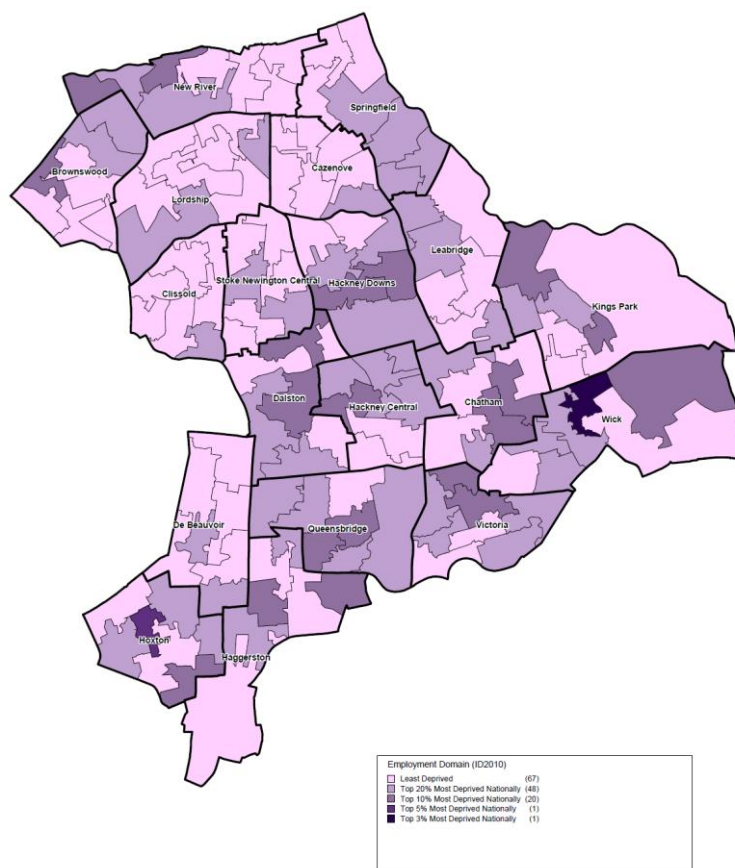 New River
Springfield
Brownswood
Cazenove
Lordship
Leabridge
Stoke Newington Central
Hackney Downs
Clissold
Kings Park
Dalston
Hackney Central
Chatham
Wick
De Beauvoir
Queensbridge
Victoria
Hoxton
Haggerston
Employment Domain (ID2010)
Least Deprived (67)
Top 20% Most Deprived Nationally (48)
Top 10% Most Deprived Nationally (20)
Top 5% Most Deprived Nationally (1)
Top 3% Most Deprived Nationally (1)